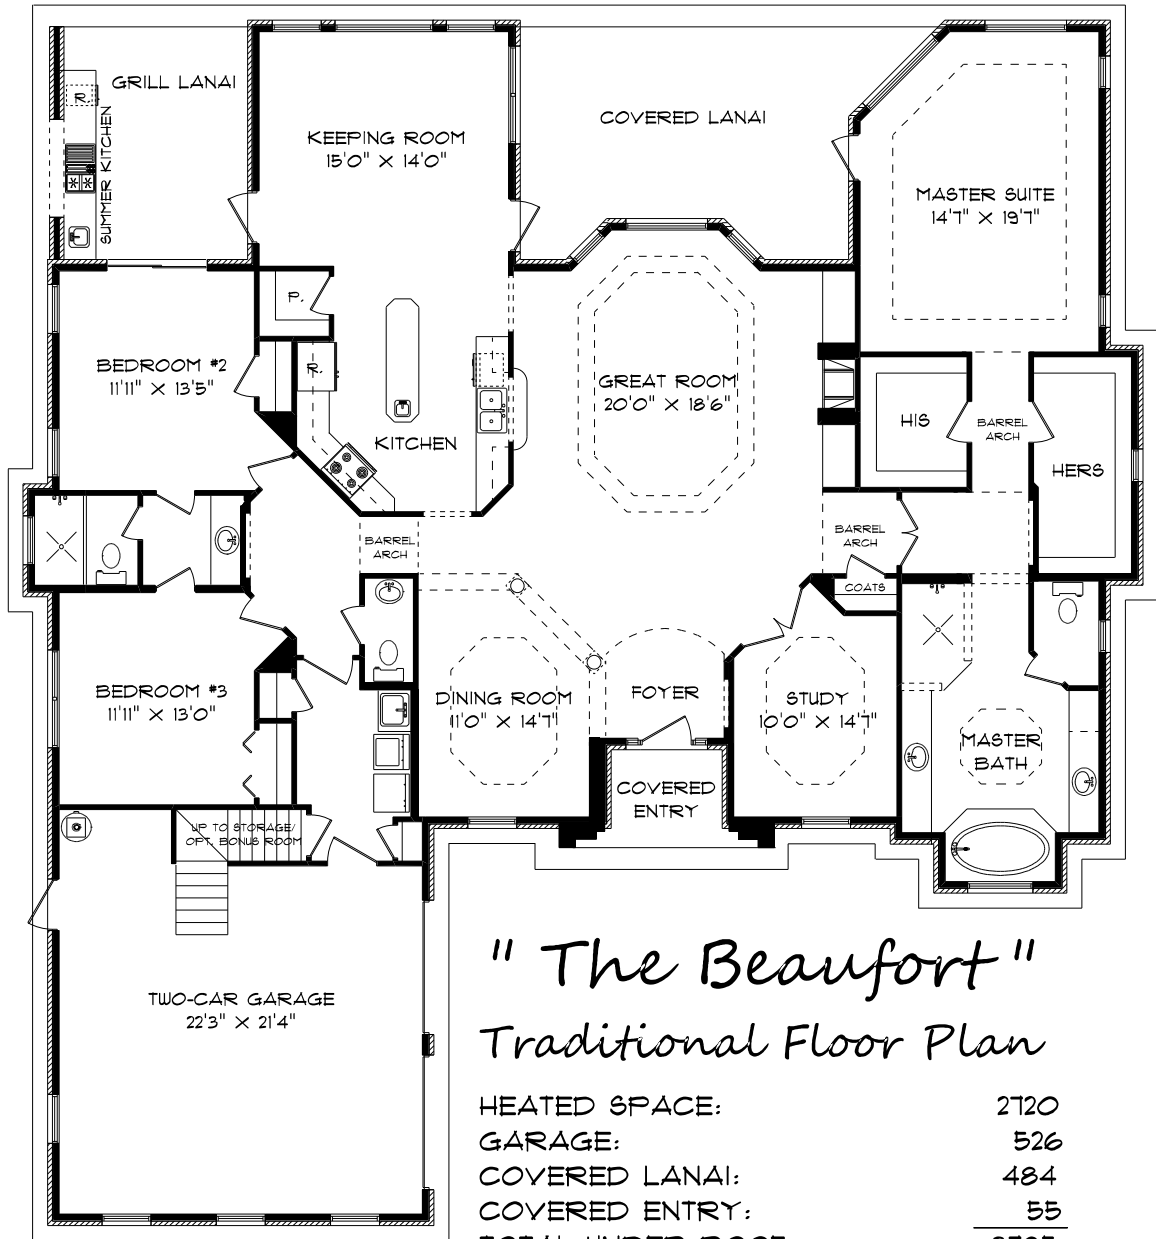 GRILL LANAI
R.
SUMMER KITCHEN
KEEPING ROOM
15'0" X 14'0"
COVERED LANAI
MASTER SUITE
14'7" X 19'7"
P.
BEDROOM #2
11'11" X 13'5"
R.
KITCHEN
GREAT ROOM
20'0" X 18'6"
HIS
BARREL
ARCH
HERS
BARREL
ARCH
BARREL
ARCH
COATS
BEDROOM #3
11'11" X 13'0"
DINING ROOM
11'0" X 14'7"
FOYER
STUDY
10'0" X 14'7"
MASTER
BATH
COVERED
ENTRY
UP TO STORAGE/
OPT. BONUS ROOM
TWO-CAR GARAGE
22'3" X 21'4"
" The Beaufort "
Traditional Floor Plan
HEATED SPACE: 2720
GARAGE: 526
COVERED LANAI: 484
COVERED ENTRY: 55